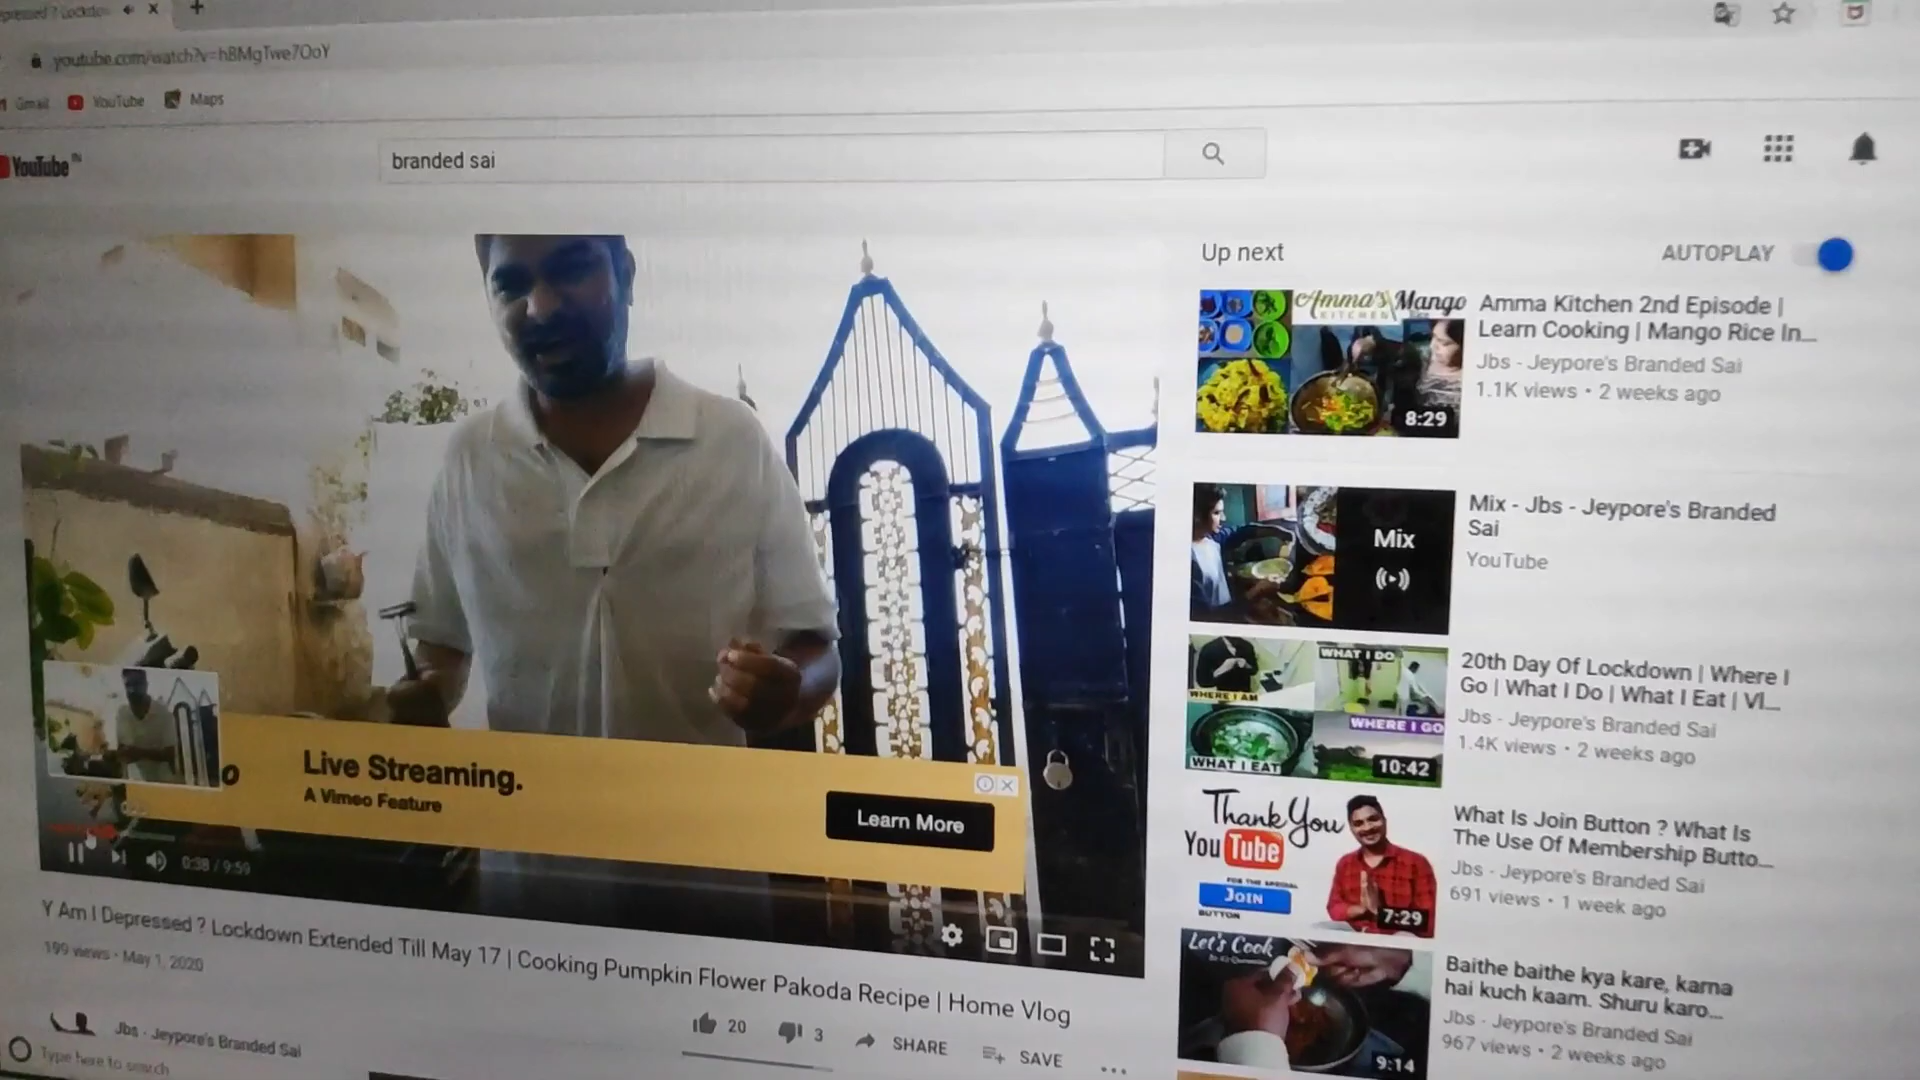 youtube.com/watch?v=hBMgTwe7OoY
Gmail YouTube Maps
YouTube IN
branded sai
Up next
AUTOPLAY
Amma's Mango
KITCHEN
8:29
Amma Kitchen 2nd Episode |
Learn Cooking | Mango Rice In...
Jbs - Jeypore's Branded Sai
1.1K views • 2 weeks ago
Mix
Mix - Jbs - Jeypore's Branded
Sai
YouTube
WHAT I DO
WHERE I AM
WHERE I GO
WHAT I EAT
10:42
20th Day Of Lockdown | Where I
Go | What I Do | What I Eat | Vl...
Jbs - Jeypore's Branded Sai
1.4K views • 2 weeks ago
Thank You
YouTube
FOR THE SPECIAL
JOIN
BUTTON
7:29
What Is Join Button ? What Is
The Use Of Membership Butto...
Jbs - Jeypore's Branded Sai
691 views • 1 week ago
Let's Cook
9:14
Baithe baithe kya kare, karna
hai kuch kaam. Shuru karo...
Jbs - Jeypore's Branded Sai
967 views • 2 weeks ago
Live Streaming.
A Vimeo Feature
Learn More
0:38 / 9:59
Y Am I Depressed ? Lockdown Extended Till May 17 | Cooking Pumpkin Flower Pakoda Recipe | Home Vlog
199 views • May 1, 2020
20 3 SHARE SAVE
Jbs - Jeypore's Branded Sai
Type here to search